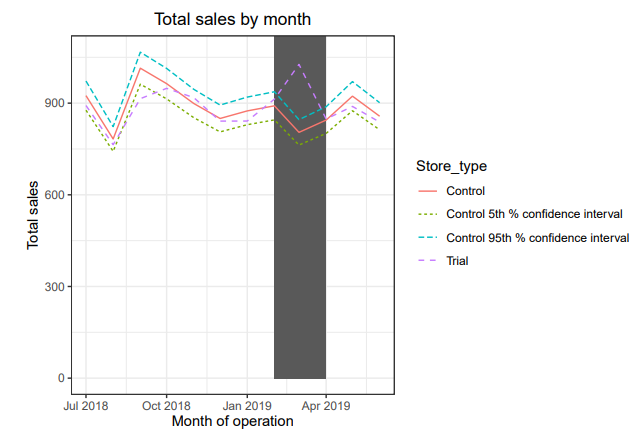 Total sales by month
Total sales
900
600
300
0
Jul 2018 Oct 2018 Jan 2019 Apr 2019
Month of operation
Store_type
Control
Control 5th % confidence interval
Control 95th % confidence interval
Trial